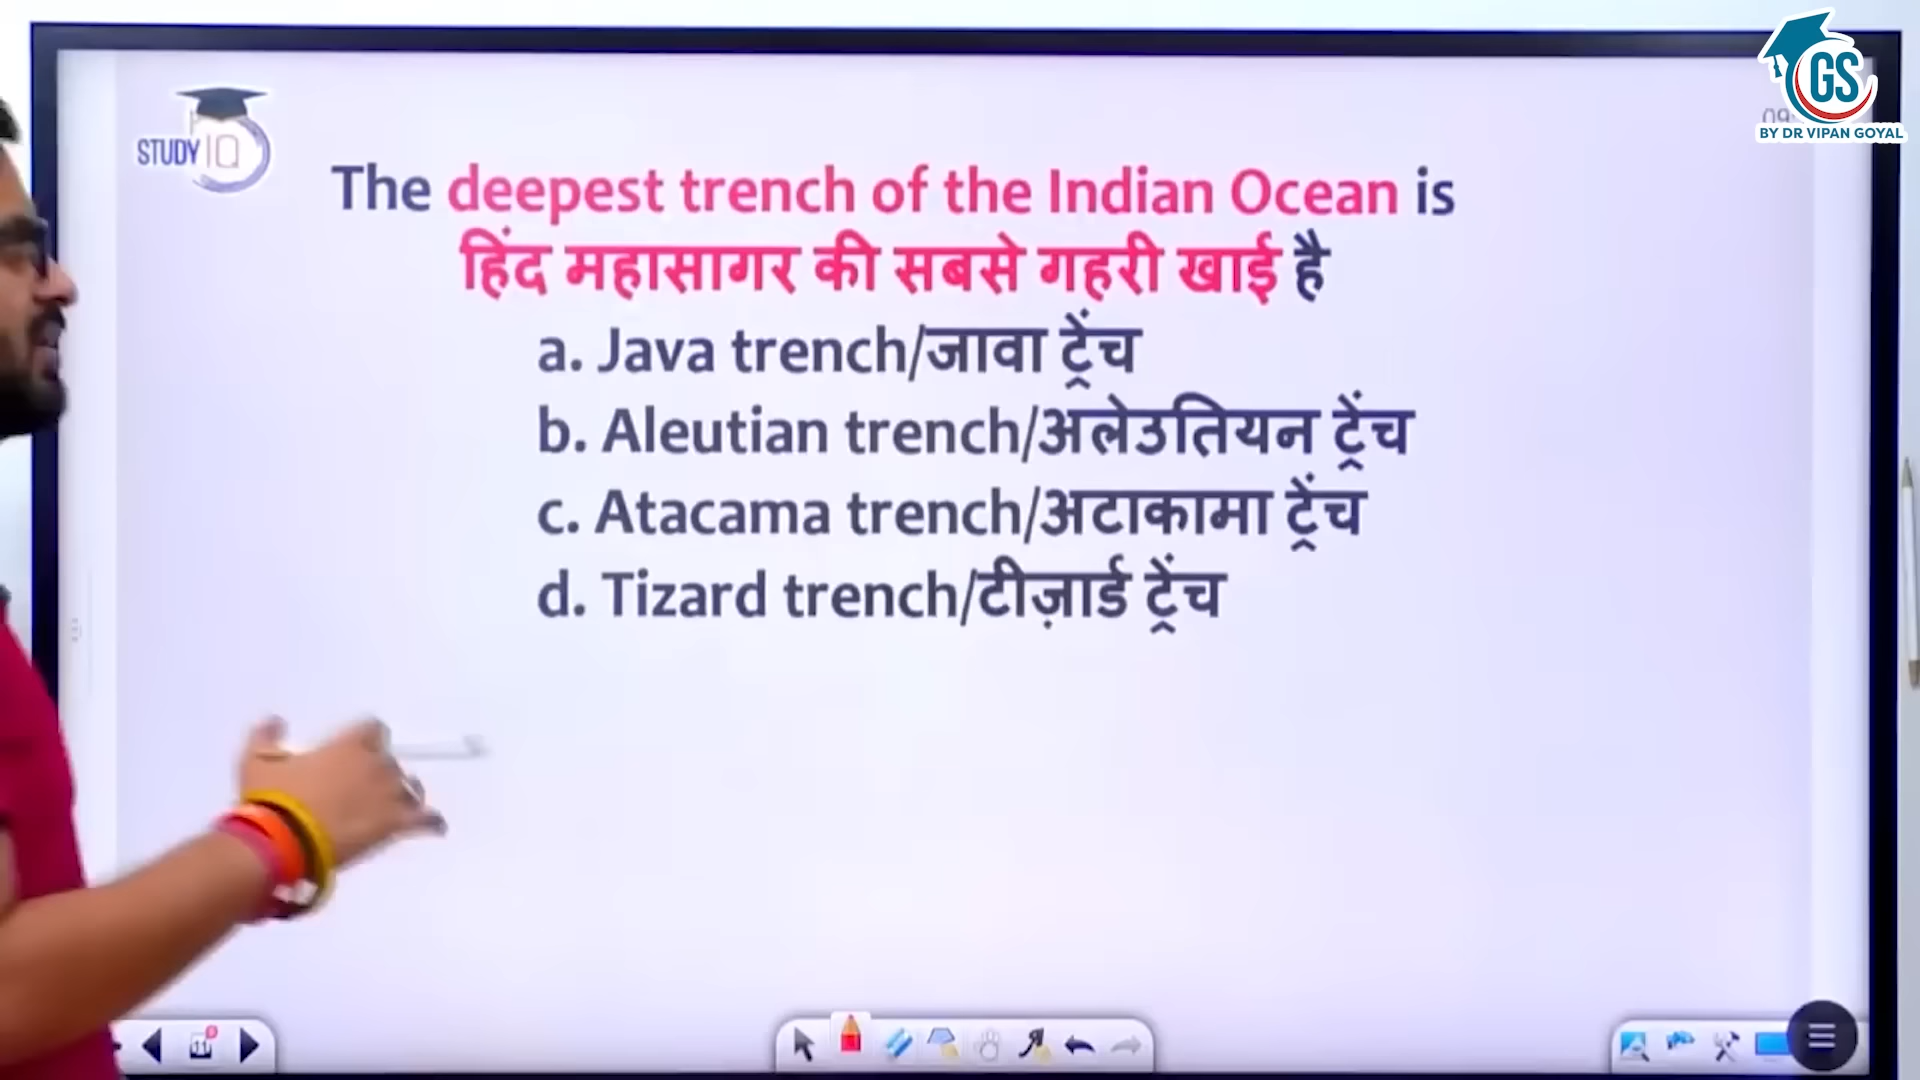 GS
BY DR VIPAN GOYAL
STUDY IQ
The deepest trench of the Indian Ocean is
हिंद महासागर की सबसे गहरी खाई है
a. Java trench/जावा ट्रेंच
b. Aleutian trench/अलेउतियन ट्रेंच
c. Atacama trench/अटाकामा ट्रेंच
d. Tizard trench/टीज़ार्ड ट्रेंच
11